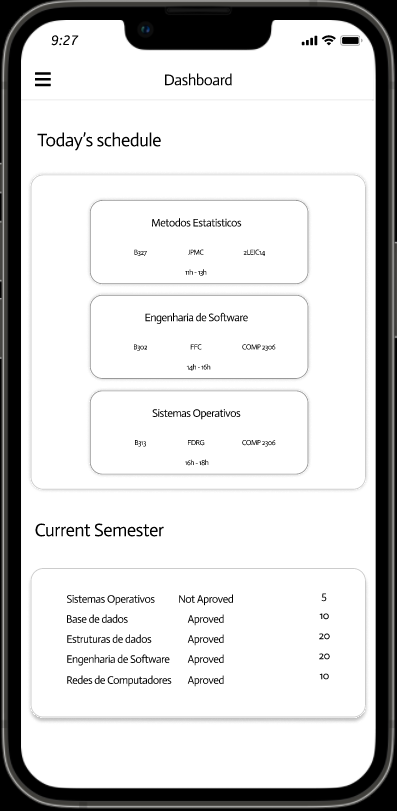 9:27
Dashboard
Today's schedule
Metodos Estatisticos
B327 JPMC 2LEIC14
11h - 13h
Engenharia de Software
B302 FFC COMP 2306
14h - 16h
Sistemas Operativos
B313 FDRG COMP 2306
16h - 18h
Current Semester
Sistemas Operativos Not Aproved 5
Base de dados Aproved 10
Estruturas de dados Aproved 20
Engenharia de Software Aproved 20
Redes de Computadores Aproved 10